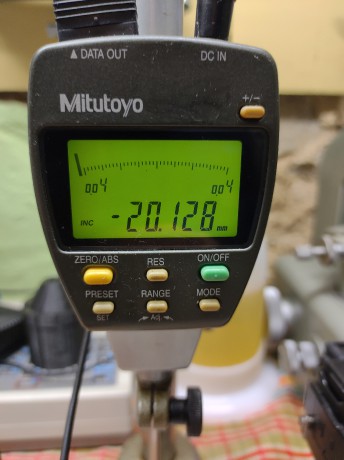 ▲ DATA OUT DC IN
Mitutoyo
+/−
0.04 0.04
INC -20.128 mm
ZERO/ABS RES ON/OFF
PRESET RANGE MODE
SET Adj